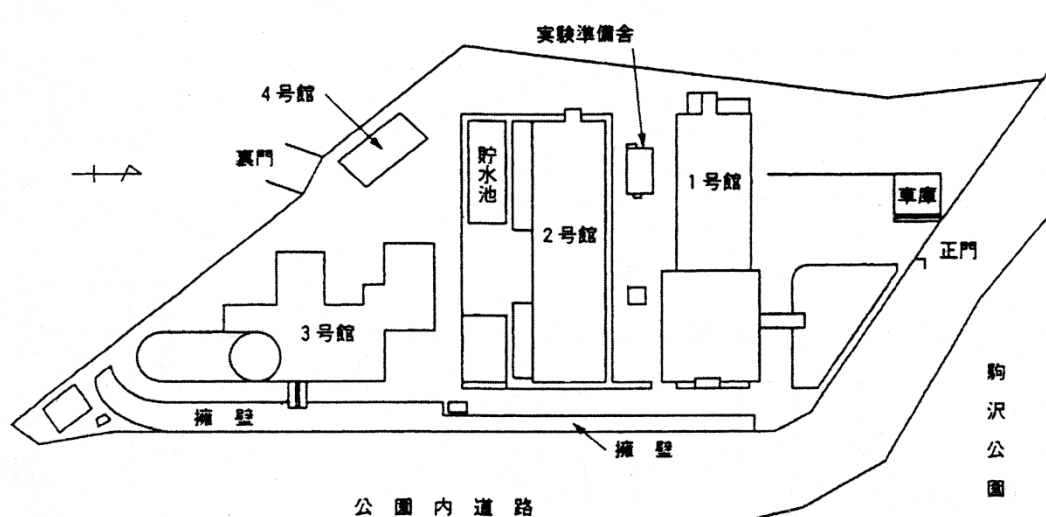 実験準備舎
4号館
裏門
貯水池
1号館
2号館
車庫
正門
3号館
擁壁
擁壁
駒沢公園
公園内道路